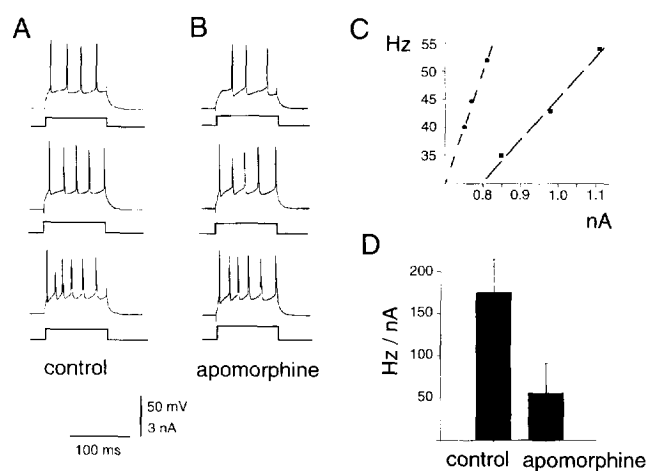 A
B
control
apomorphine
50 mV
3 nA
100 ms
C
Hz
55
50
45
40
35
0.8
0.9
1.0
1.1
nA
D
Hz / nA
200
150
100
50
control
apomorphine